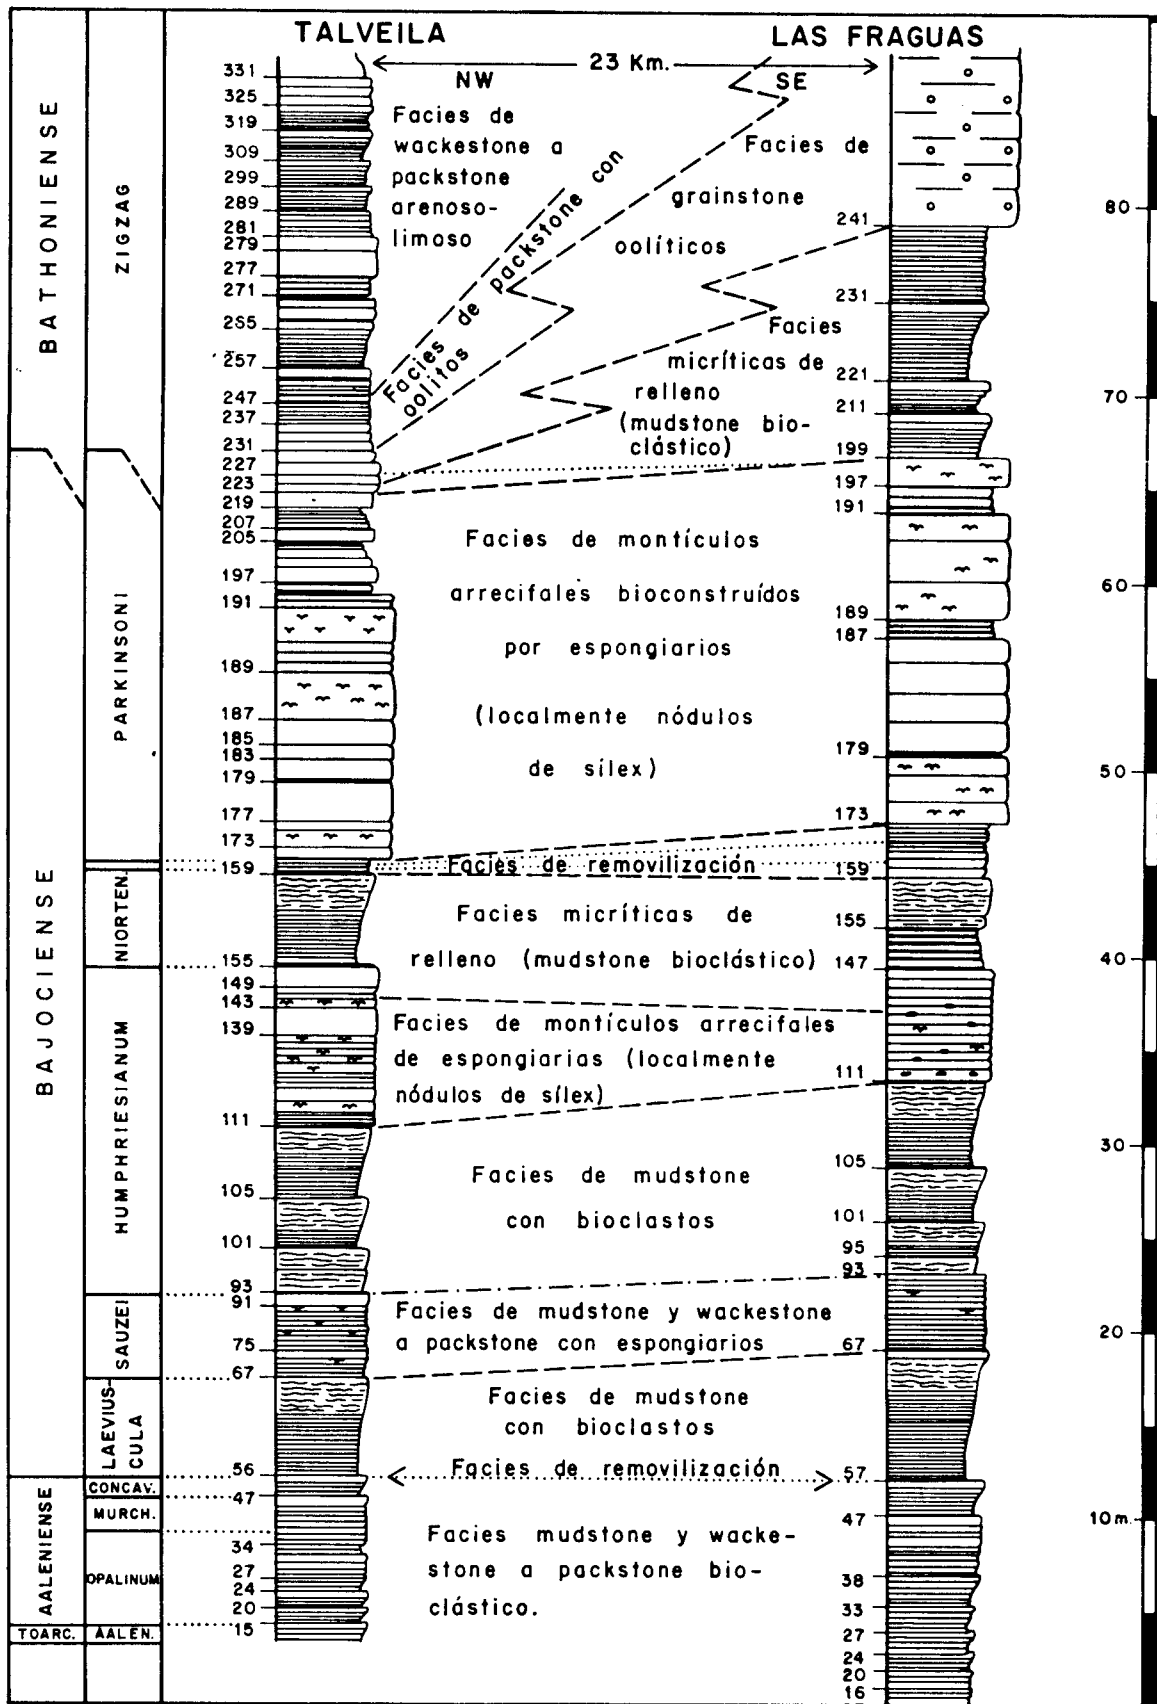 TALVEILA
LAS FRAGUAS
23 Km.
NW
SE
BATHONIENSE
BAJOCIENSE
AALENIENSE
TOARC.
ZIGZAG
PARKINSONI
NIORTEN.
HUMPHRIESIANUM
SAUZEI
LAEVIUS-
CULA
CONCAV.
MURCH.
OPALINUM
AALEN.
331
325
319
309
299
289
281
279
277
271
255
257
247
237
231
227
223
219
207
205
197
191
189
187
185
183
179
177
173
159
155
149
143
139
111
105
101
93
91
75
67
56
47
34
27
24
20
15
Facies de
wackestone a
packstone
arenoso-
limoso
Facies de packstone con
oolitos
Facies de
grainstone
oolíticos
Facies
micríticas de
relleno
(mudstone bio-
clástico)
Facies de montículos
arrecifales bioconstruídos
por espongiarios
(localmente nódulos
de sílex)
Facies de removilización
Facies micríticas de
relleno (mudstone bioclástico)
Facies de montículos arrecifales
de espongiarias (localmente
nódulos de sílex)
Facies de mudstone
con bioclastos
Facies de mudstone y wackestone
a packstone con espongiarios
Facies de mudstone
con bioclastos
Facies de removilización
Facies mudstone y wacke-
stone a packstone bio-
clástico.
241
231
221
211
199
197
191
189
187
179
173
159
155
147
111
105
101
95
93
67
57
47
38
33
27
24
20
16
80
70
60
50
40
30
20
10 m.